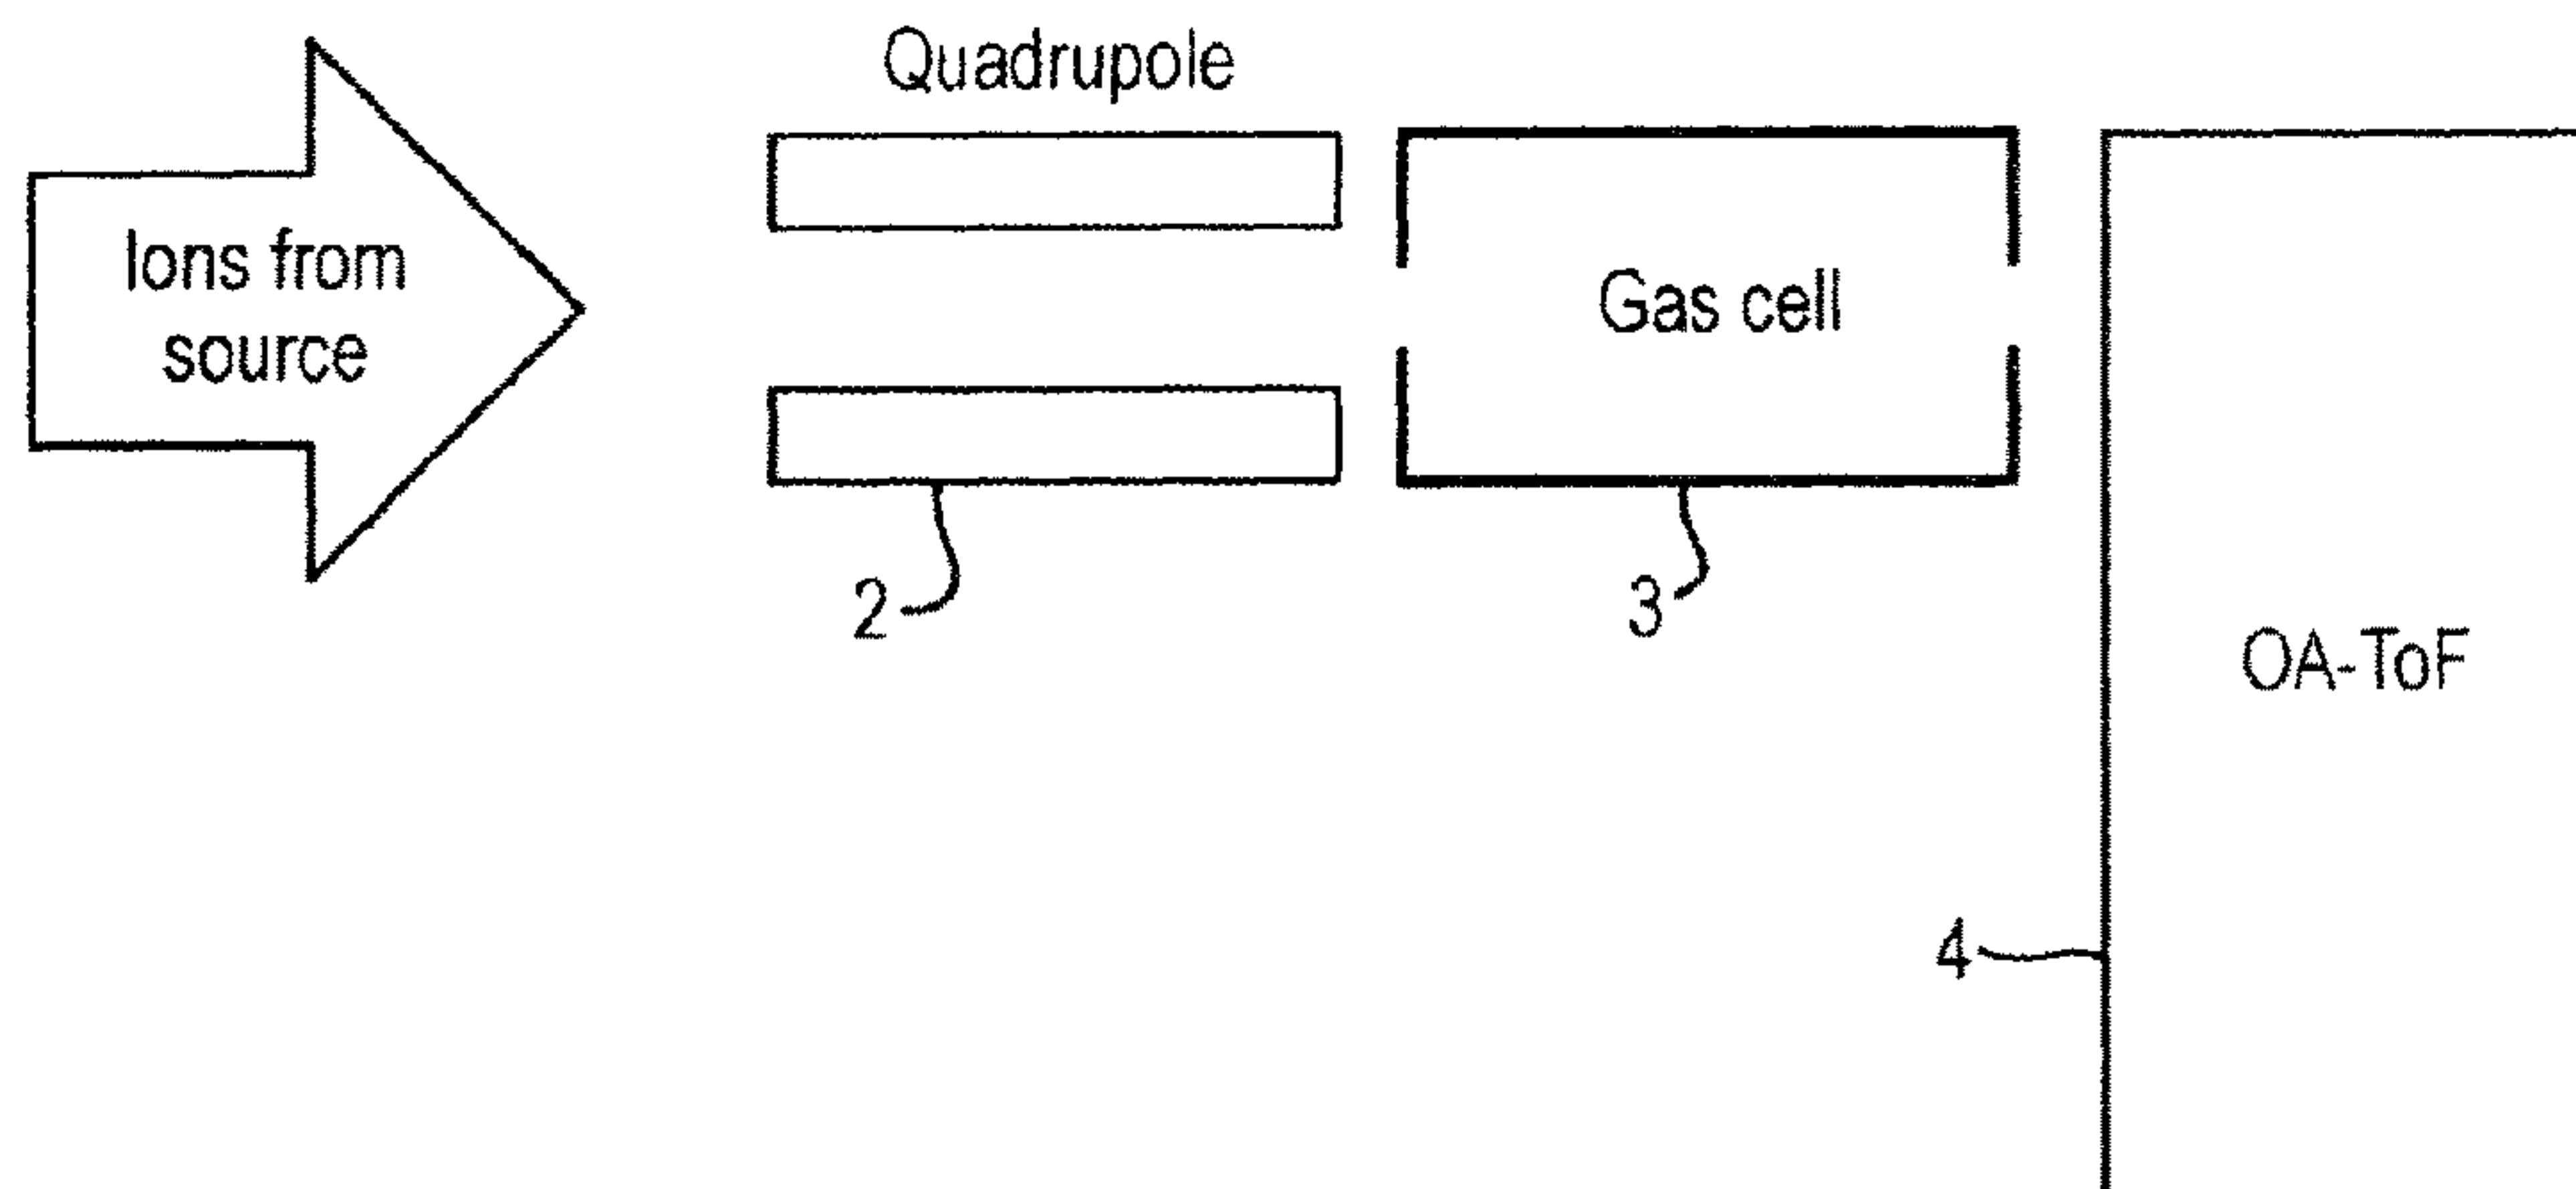 Quadrupole
Ions from
source
Gas cell
2
3
OA-ToF
4